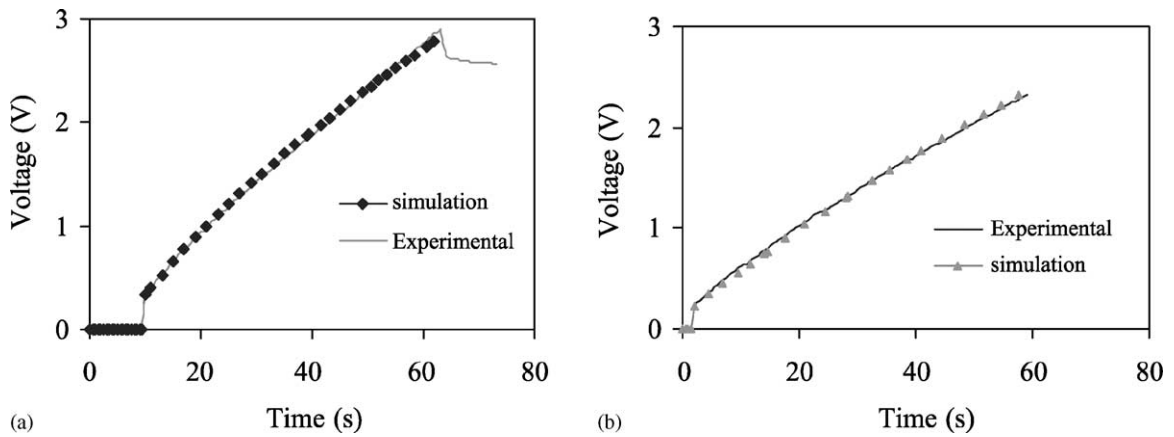 3
2
1
0
Voltage (V)
simulation
Experimental
0 20 40 60 80
(a) Time (s)
3
2
1
0
Voltage (V)
Experimental
simulation
0 20 40 60 80
(b) Time (s)